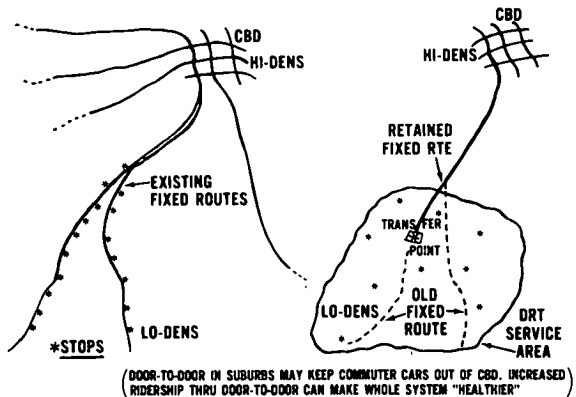 CBD
HI-DENS
EXISTING
FIXED ROUTES
LO-DENS
*STOPS
CBD
HI-DENS
RETAINED
FIXED RTE
TRANSFER
POINT
LO-DENS
OLD
FIXED
ROUTE
DRT
SERVICE
AREA
(DOOR-TO-DOOR IN SUBURBS MAY KEEP COMMUTER CARS OUT OF CBD. INCREASED
RIDERSHIP THRU DOOR-TO-DOOR CAN MAKE WHOLE SYSTEM "HEALTHIER")